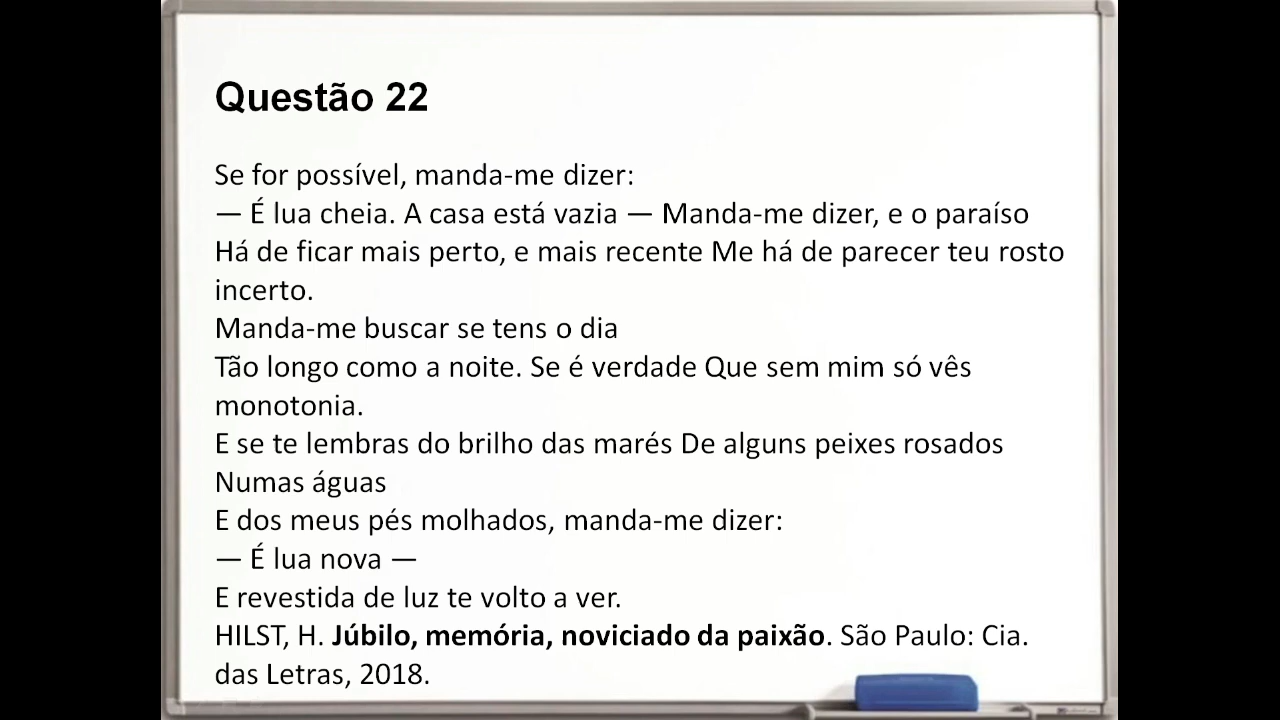 Questão 22
Se for possível, manda-me dizer:
— É lua cheia. A casa está vazia — Manda-me dizer, e o paraíso
Há de ficar mais perto, e mais recente Me há de parecer teu rosto
incerto.
Manda-me buscar se tens o dia
Tão longo como a noite. Se é verdade Que sem mim só vês
monotonia.
E se te lembras do brilho das marés De alguns peixes rosados
Numas águas
E dos meus pés molhados, manda-me dizer:
— É lua nova —
E revestida de luz te volto a ver.
HILST, H. Júbilo, memória, noviciado da paixão. São Paulo: Cia.
das Letras, 2018.